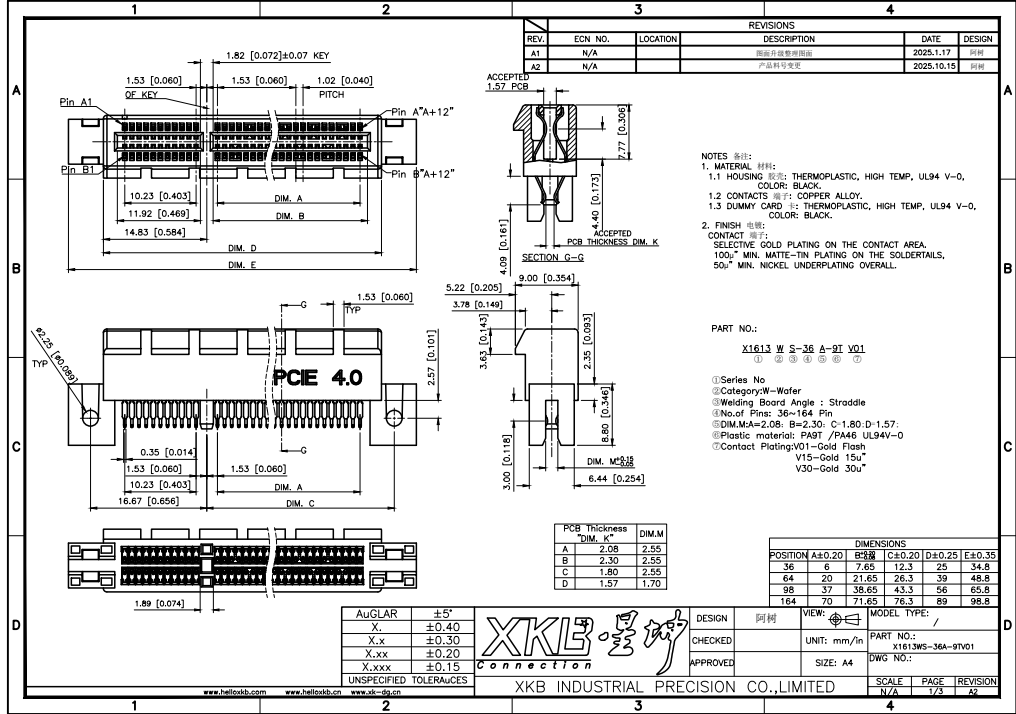 1 2 3 4
REVISIONS
REV. ECN NO. LOCATION DESCRIPTION DATE DESIGN
A1 N/A 图面升级整理图面 2025.1.17 阿树
A2 N/A 产品料号变更 2025.10.15 阿树
A
B
C
D
A
B
C
D
1.82 [0.072]±0.07 KEY
1.53 [0.060] 1.53 [0.060] 1.02 [0.040]
OF KEY PITCH
Pin A1 Pin A"A+12"
Pin B1 Pin B"A+12"
10.23 [0.403] DIM. A
11.92 [0.469] DIM. B
14.83 [0.584]
DIM. D
DIM. E
ACCEPTED
1.57 PCB
7.77 [0.306]
4.40 [0.173]
4.09 [0.161]
ACCEPTED
PCB THICKNESS DIM. K
SECTION G-G
NOTES 备注:
1. MATERIAL 材料:
1.1 HOUSING 胶壳: THERMOPLASTIC, HIGH TEMP, UL94 V-0,
COLOR: BLACK.
1.2 CONTACTS 端子: COPPER ALLOY.
1.3 DUMMY CARD 卡: THERMOPLASTIC, HIGH TEMP, UL94 V-0,
COLOR: BLACK.
2. FINISH 电镀:
CONTACT 端子:
SELECTIVE GOLD PLATING ON THE CONTACT AREA.
100μ" MIN. MATTE-TIN PLATING ON THE SOLDERTAILS,
50μ" MIN. NICKEL UNDERPLATING OVERALL.
G 1.53 [0.060]
TYP
ø2.25 [ø0.089]
TYP
PCIE 4.0
2.57 [0.101]
G
0.35 [0.014]
1.53 [0.060] 1.53 [0.060]
10.23 [0.403] DIM. A
16.67 [0.656] DIM. C
9.00 [0.354]
5.22 [0.205]
3.78 [0.149]
3.63 [0.143]
2.35 [0.093]
8.80 [0.346]
3.00 [0.118]
DIM. M+0.15 -0.05
6.44 [0.254]
PART NO.:
X1613 W S-36 A-9T V01
① ② ③ ④ ⑤ ⑥ ⑦
①Series No
②Category:W-Wafer
③Welding Board Angle : Straddle
④No.of Pins: 36~164 Pin
⑤DIM.M:A=2.08; B=2.30; C=1.80;D=1.57;
⑥Plastic material: PA9T /PA46 UL94V-0
⑦Contact Plating:V01-Gold Flash
V15-Gold 15u"
V30-Gold 30u"
1.89 [0.074]
PCB Thickness "DIM. K" DIM.M
A 2.08 2.55
B 2.30 2.55
C 1.80 2.55
D 1.57 1.70
DIMENSIONS
POSITION A±0.20 C±0.20 D±0.25 E±0.35
36 6 7.65 12.3 25 34.8
64 20 21.65 26.3 39 48.8
98 37 38.65 43.3 56 65.8
164 70 71.65 76.3 89 98.8
AuGLAR ±5°
X. ±0.40
X.x ±0.30
X.xx ±0.20
X.xxx ±0.15
UNSPECIFIED TOLERAuCES
XKB 星坤
Connection
XKB INDUSTRIAL PRECISION CO.,LIMITED
DESIGN 阿树
CHECKED
APPROVED
VIEW:
UNIT: mm/in
SIZE: A4
MODEL TYPE:
/
PART NO.:
X1613WS-36A-9TV01
DWG NO.:
SCALE PAGE REVISION
N/A 1/3 A2
www.helloxkb.com www.helloxkb.cn www.xk-dg.cn
1 2 3 4